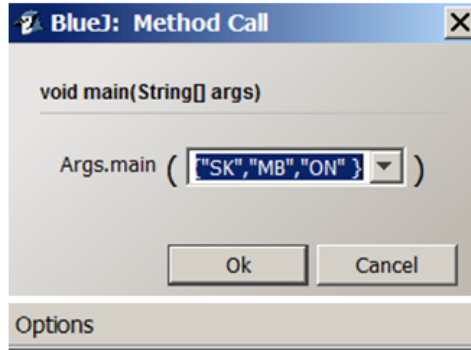 BlueJ: Method Call
void main(String[] args)
Args.main ( {"SK","MB","ON" } )
Ok Cancel
Options